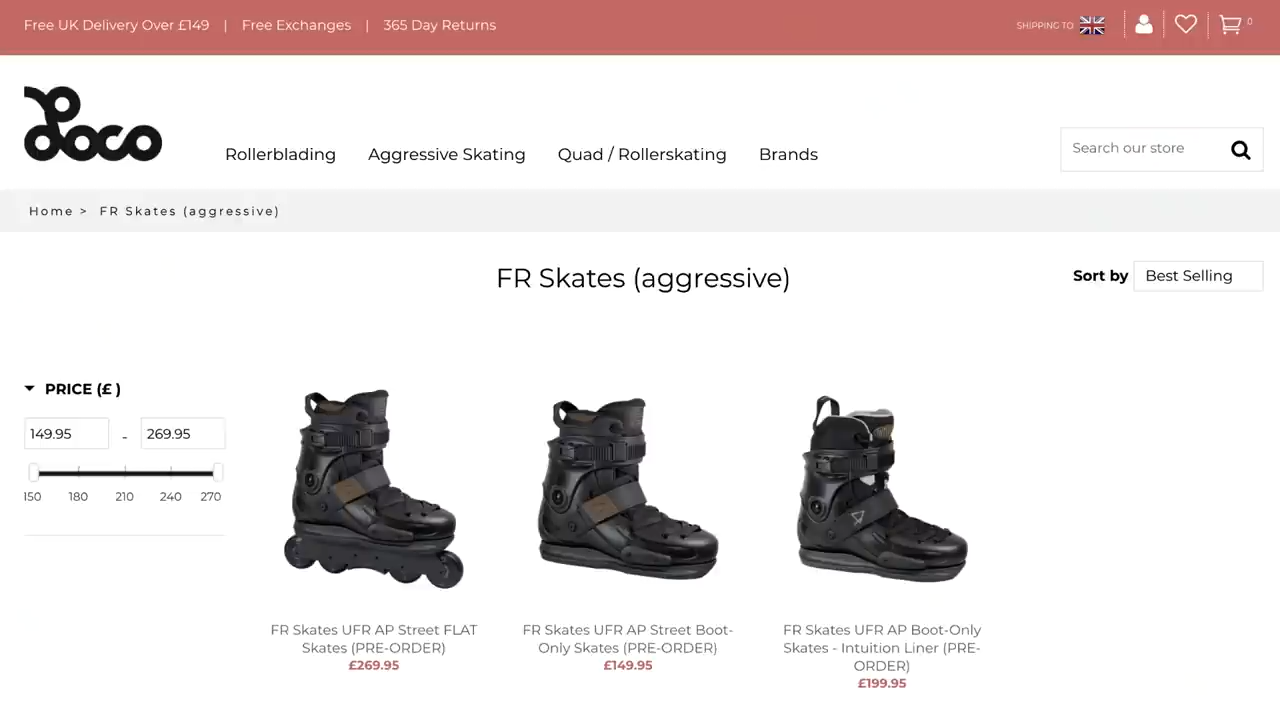 Free UK Delivery Over £149 | Free Exchanges | 365 Day Returns
SHIPPING TO
0
Loco
Rollerblading Aggressive Skating Quad / Rollerskating Brands
Search our store
Home > FR Skates (aggressive)
FR Skates (aggressive)
Sort by Best Selling
PRICE (£ )
149.95 - 269.95
150 180 210 240 270
FR Skates UFR AP Street FLAT
Skates (PRE-ORDER)
£269.95
FR Skates UFR AP Street Boot-
Only Skates (PRE-ORDER)
£149.95
FR Skates UFR AP Boot-Only
Skates - Intuition Liner (PRE-
ORDER)
£199.95